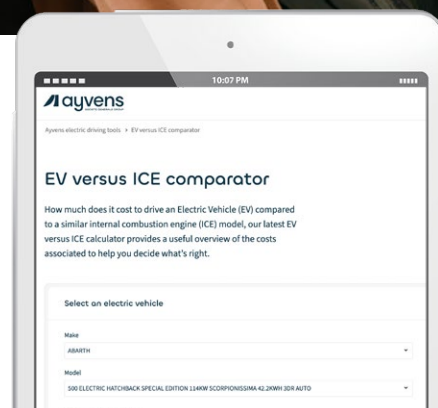 10:07 PM
ayvens
Ayvens electric driving tools > EV versus ICE comparator
EV versus ICE comparator
How much does it cost to drive an Electric Vehicle (EV) compared
to a similar internal combustion engine (ICE) model, our latest EV
versus ICE calculator provides a useful overview of the costs
associated to help you decide what's right.
Select an electric vehicle
Make
ABARTH
Model
500 ELECTRIC HATCHBACK SPECIAL EDITION 114KW SCORPIONISSIMA 42.2KWH 3DR AUTO